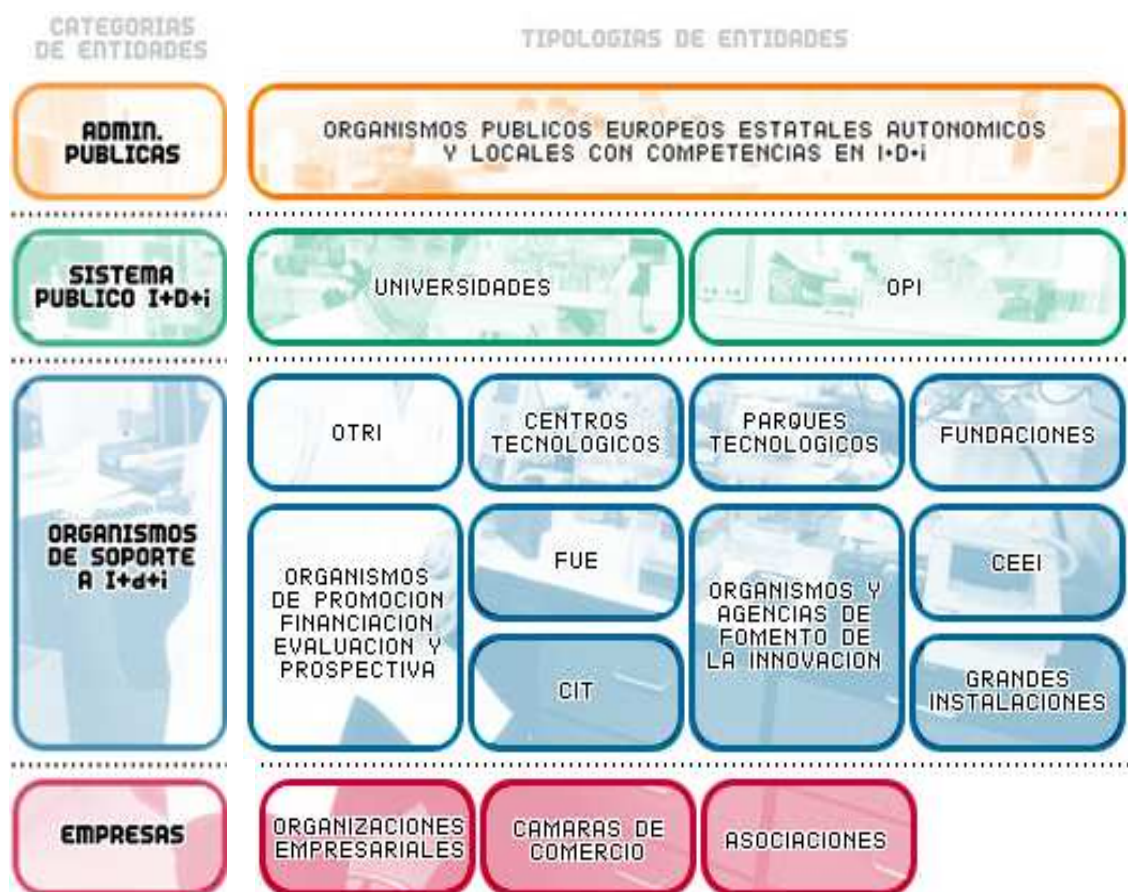 CATEGORIAS
DE ENTIDADES
TIPOLOGIAS DE ENTIDADES
ADMIN.
PUBLICAS
ORGANISMOS PUBLICOS EUROPEOS ESTATALES AUTONOMICOS
Y LOCALES CON COMPETENCIAS EN I+D+i
SISTEMA
PUBLICO I+D+i
UNIVERSIDADES
OPI
ORGANISMOS
DE SOPORTE
A I+d+i
OTRI
CENTROS
TECNOLOGICOS
PARQUES
TECNOLOGICOS
FUNDACIONES
ORGANISMOS
DE PROMOCION
FINANCIACION
EVALUACION Y
PROSPECTIVA
FUE
CIT
ORGANISMOS Y
AGENCIAS DE
FOMENTO DE
LA INNOVACION
CEEI
GRANDES
INSTALACIONES
EMPRESAS
ORGANIZACIONES
EMPRESARIALES
CAMARAS DE
COMERCIO
ASOCIACIONES